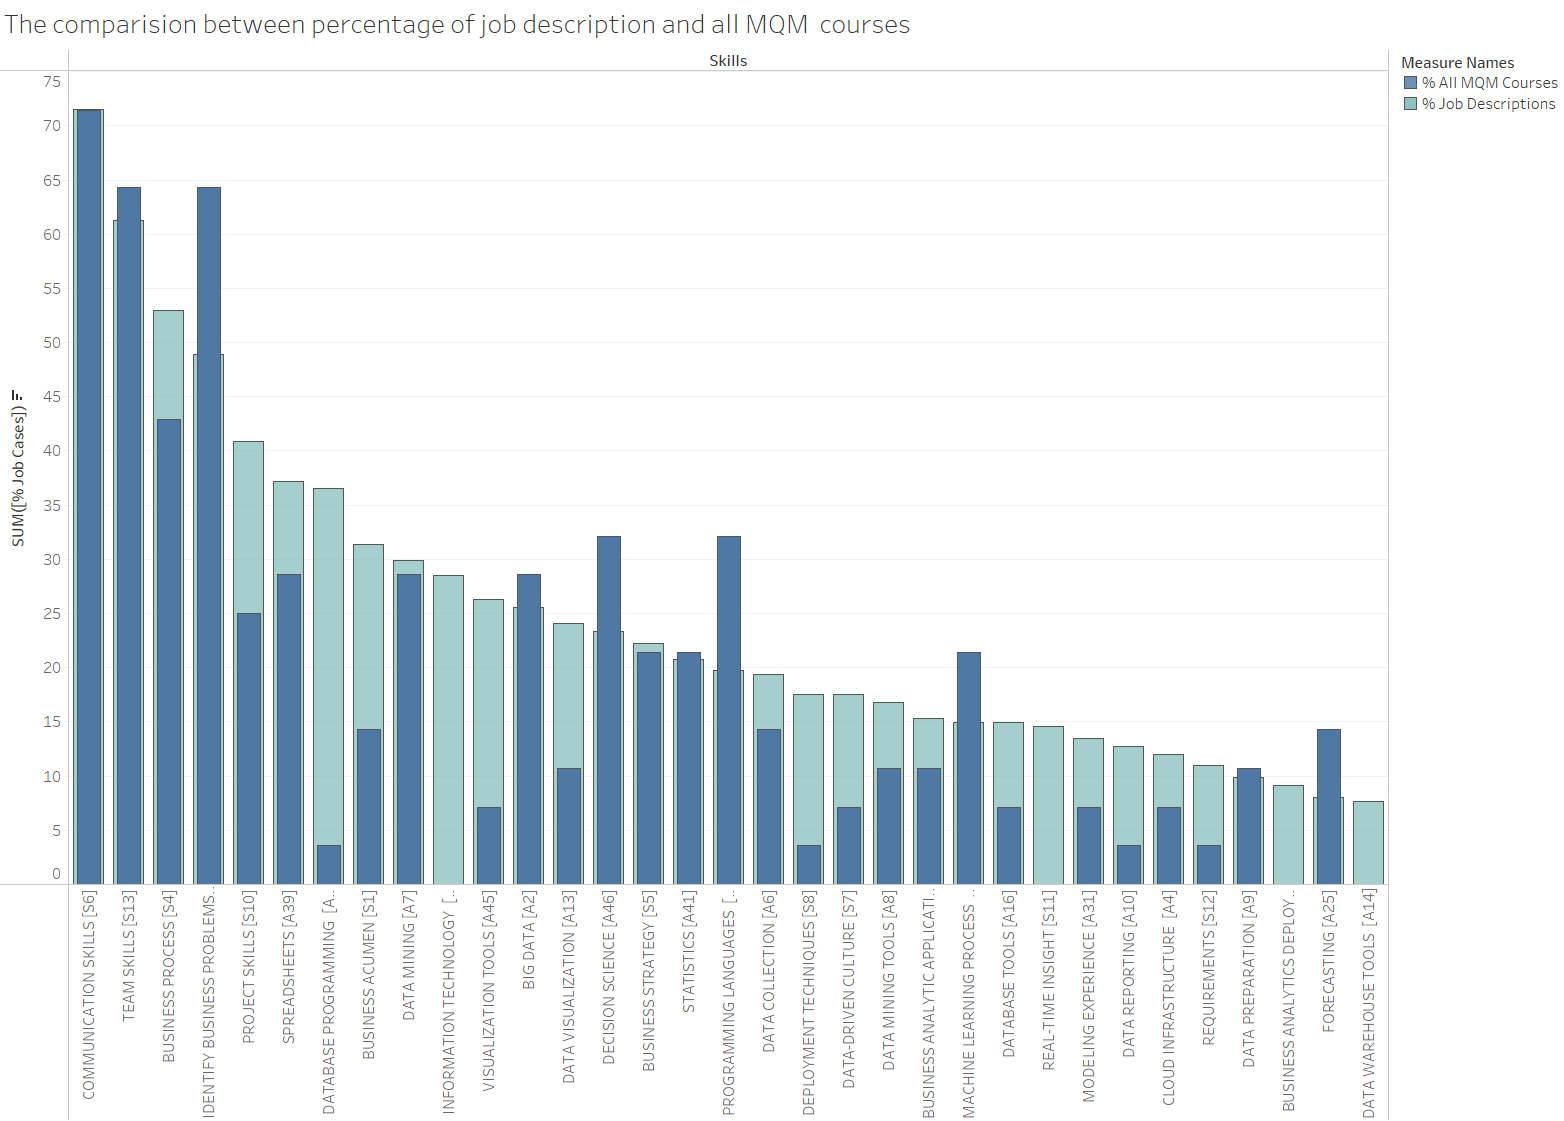 The comparision between percentage of job description and all MQM  courses
Skills
Measure Names
% All MQM Courses
% Job Descriptions
75
70
65
60
55
50
45
40
35
30
25
20
15
10
5
0
SUM([% Job Cases])
COMMUNICATION SKILLS [S6]
TEAM SKILLS [S13]
BUSINESS PROCESS [S4]
IDENTIFY BUSINESS PROBLEMS..
PROJECT SKILLS [S10]
SPREADSHEETS [A39]
DATABASE PROGRAMMING  [A..
BUSINESS ACUMEN [S1]
DATA MINING [A7]
INFORMATION TECHNOLOGY  [..
VISUALIZATION TOOLS [A45]
BIG DATA [A2]
DATA VISUALIZATION [A13]
DECISION SCIENCE [A46]
BUSINESS STRATEGY [S5]
STATISTICS [A41]
PROGRAMMING LANGUAGES  [..
DATA COLLECTION [A6]
DEPLOYMENT TECHNIQUES [S8]
DATA-DRIVEN CULTURE [S7]
DATA MINING TOOLS [A8]
BUSINESS ANALYTIC APPLICATI..
MACHINE LEARNING PROCESS ..
DATABASE TOOLS [A16]
REAL-TIME INSIGHT [S11]
MODELING EXPERIENCE [A31]
DATA REPORTING [A10]
CLOUD INFRASTRUCTURE  [A4]
REQUIREMENTS [S12]
DATA PREPARATION [A9]
BUSINESS ANALYTICS DEPLOY..
FORECASTING [A25]
DATA WAREHOUSE TOOLS  [A14]